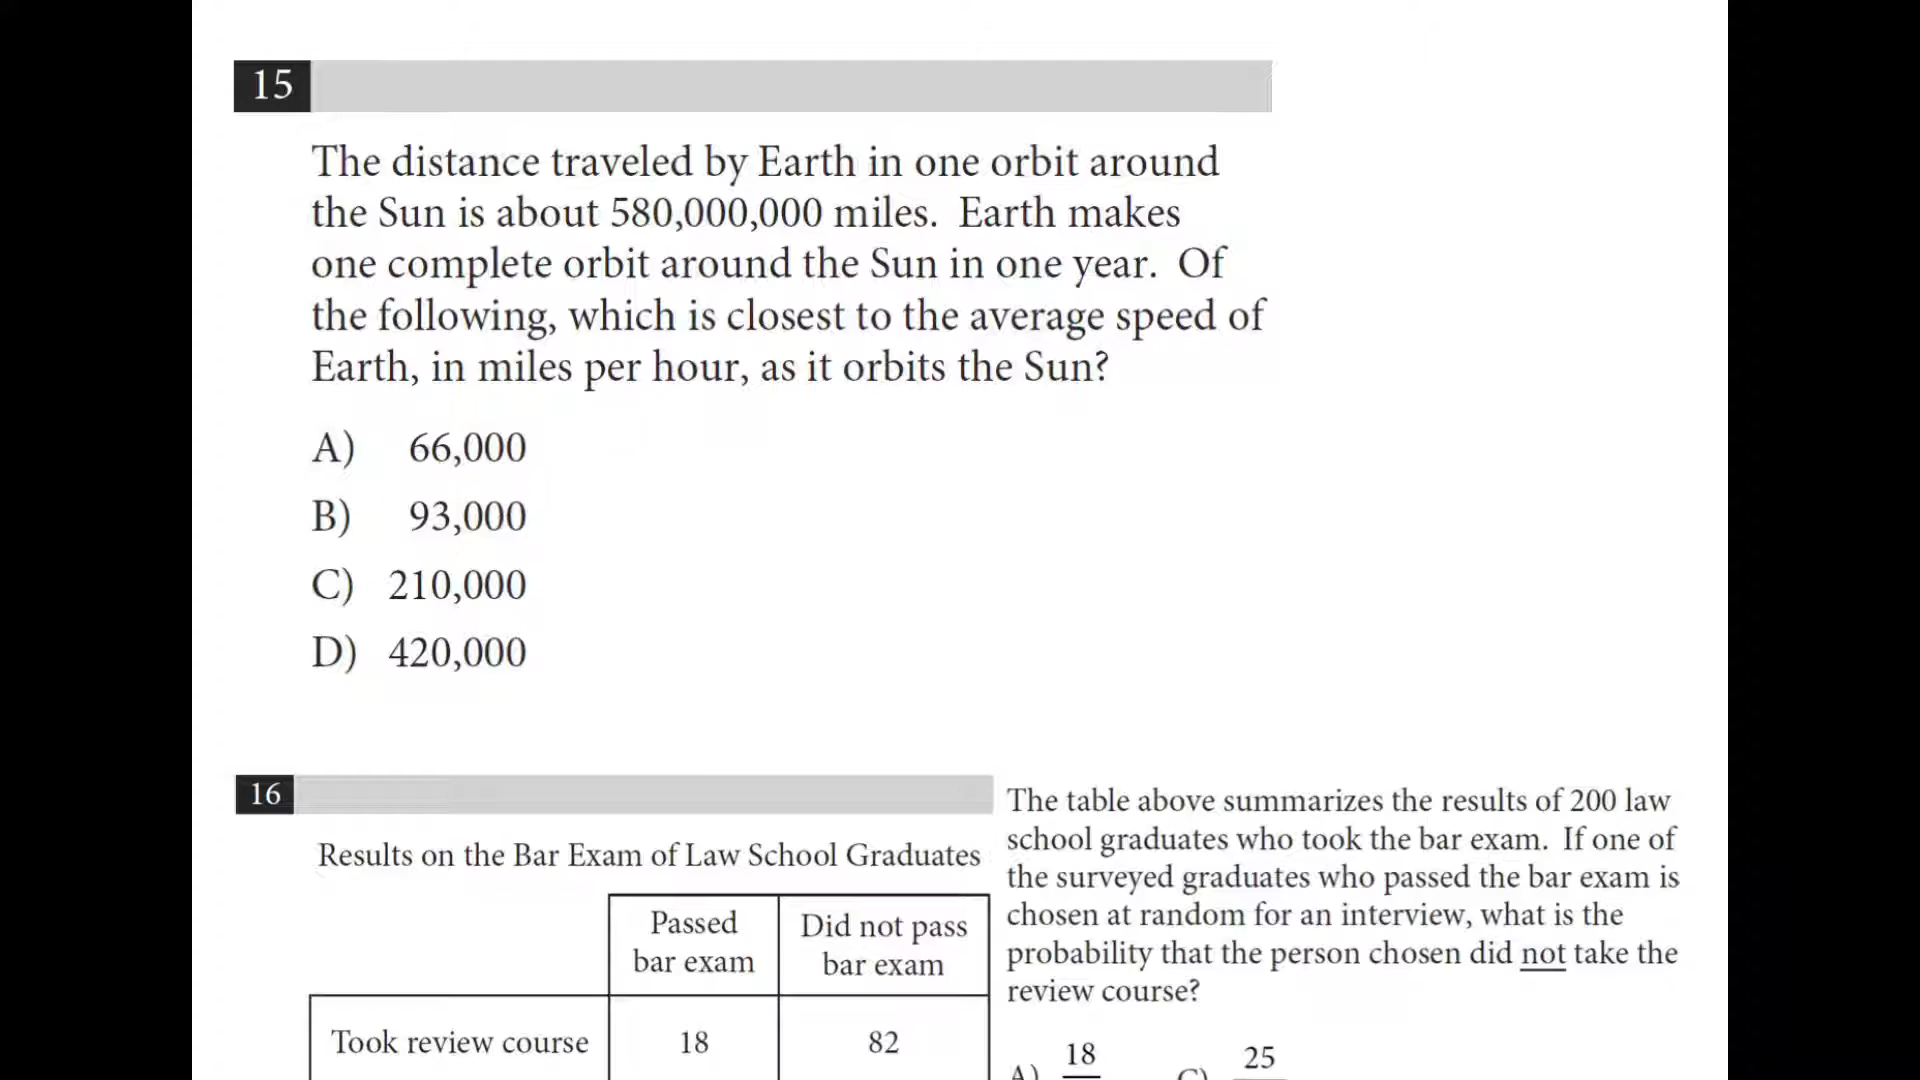 15
The distance traveled by Earth in one orbit around
the Sun is about 580,000,000 miles. Earth makes
one complete orbit around the Sun in one year. Of
the following, which is closest to the average speed of
Earth, in miles per hour, as it orbits the Sun?
A) 66,000
B) 93,000
C) 210,000
D) 420,000
16
Results on the Bar Exam of Law School Graduates
Passed
bar exam
Did not pass
bar exam
Took review course 18 82
The table above summarizes the results of 200 law
school graduates who took the bar exam. If one of
the surveyed graduates who passed the bar exam is
chosen at random for an interview, what is the
probability that the person chosen did not take the
review course?
A) 18 C) 25